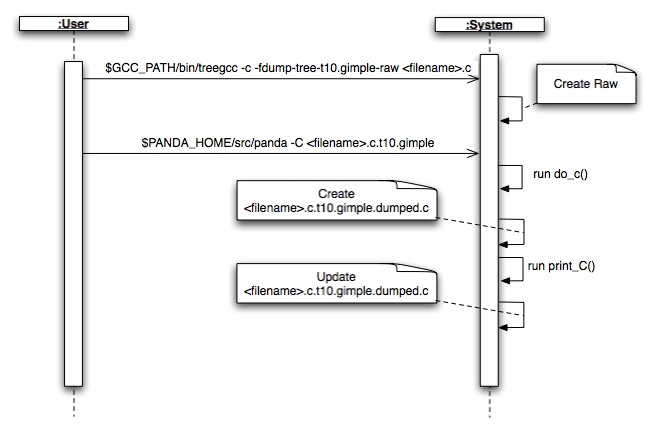 :User
:System
$GCC_PATH/bin/treegcc -c -fdump-tree-t10.gimple-raw <filename>.c
Create Raw
$PANDA_HOME/src/panda -C <filename>.c.t10.gimple
run do_c()
Create
<filename>.c.t10.gimple.dumped.c
run print_C()
Update
<filename>.c.t10.gimple.dumped.c